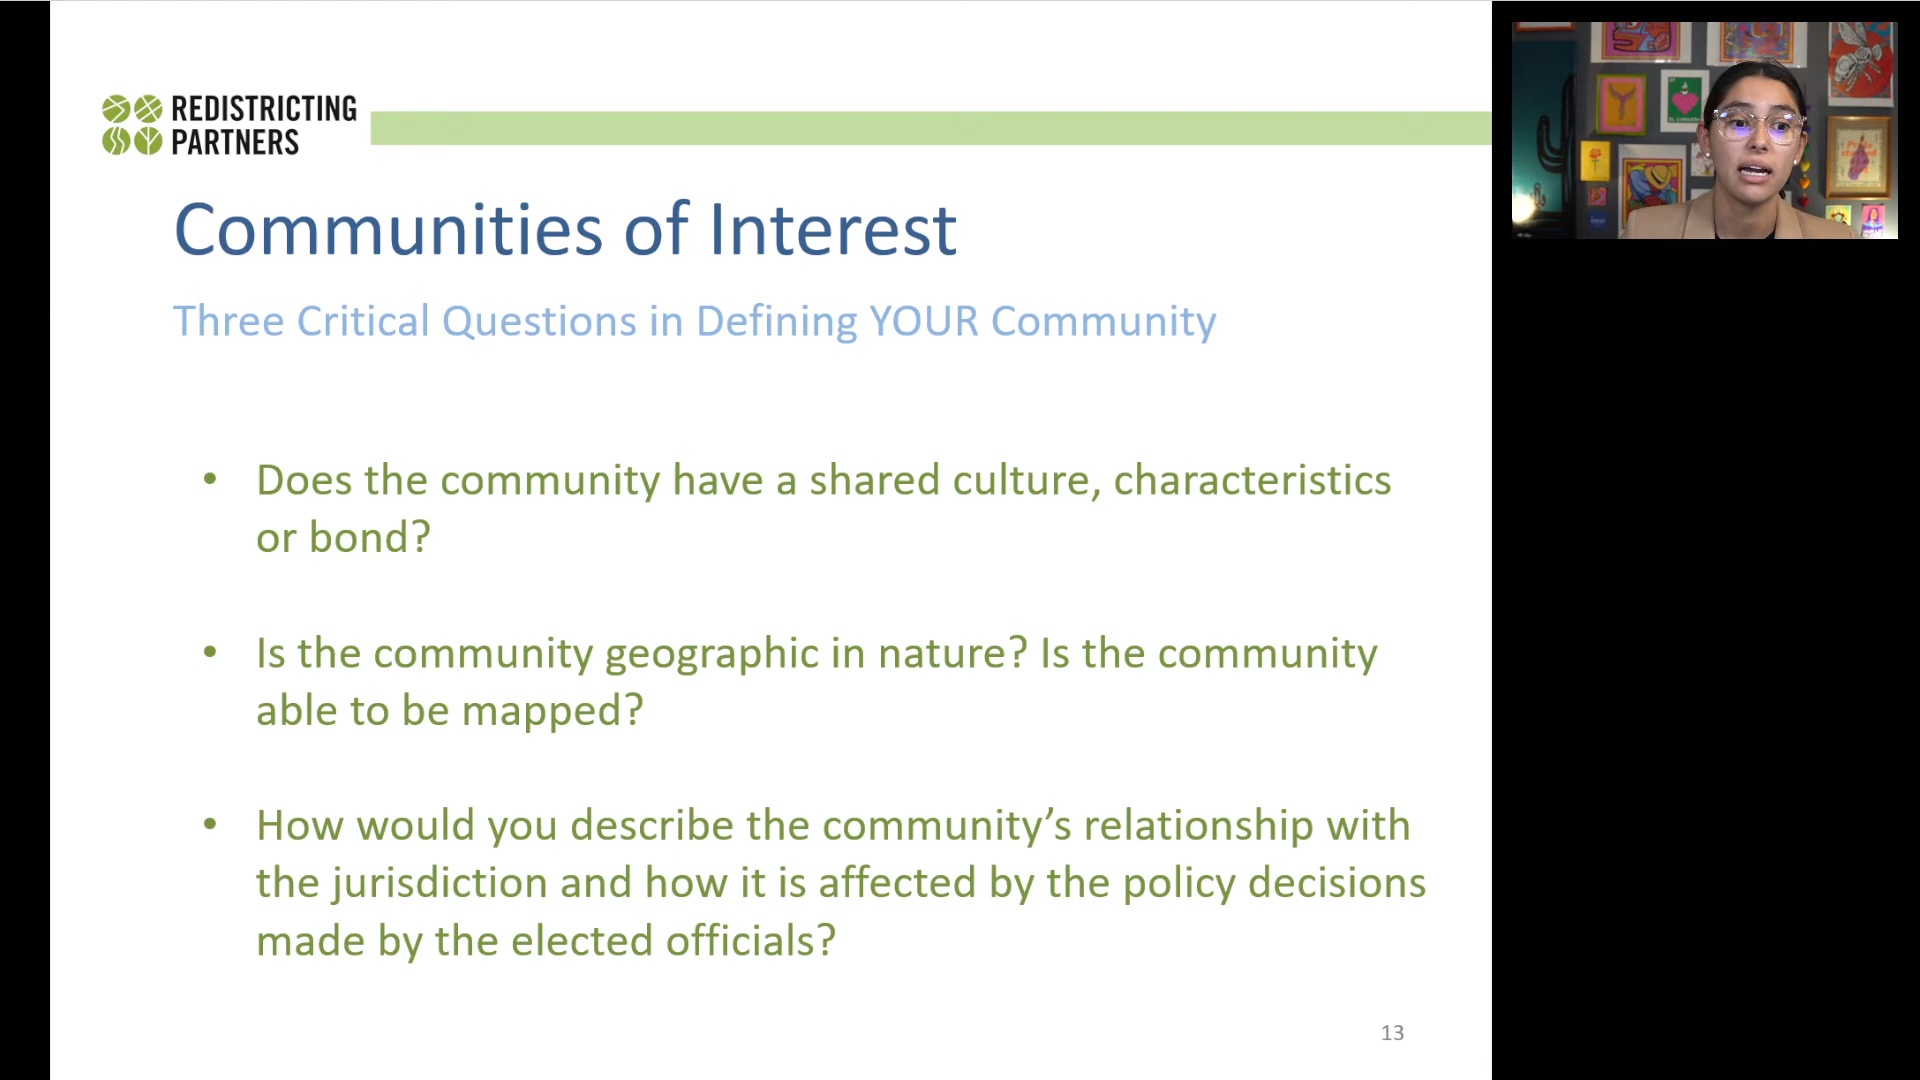 REDISTRICTING
PARTNERS
Communities of Interest
Three Critical Questions in Defining YOUR Community
• Does the community have a shared culture, characteristics
or bond?
• Is the community geographic in nature? Is the community
able to be mapped?
• How would you describe the community’s relationship with
the jurisdiction and how it is affected by the policy decisions
made by the elected officials?
13
EL CORAZON